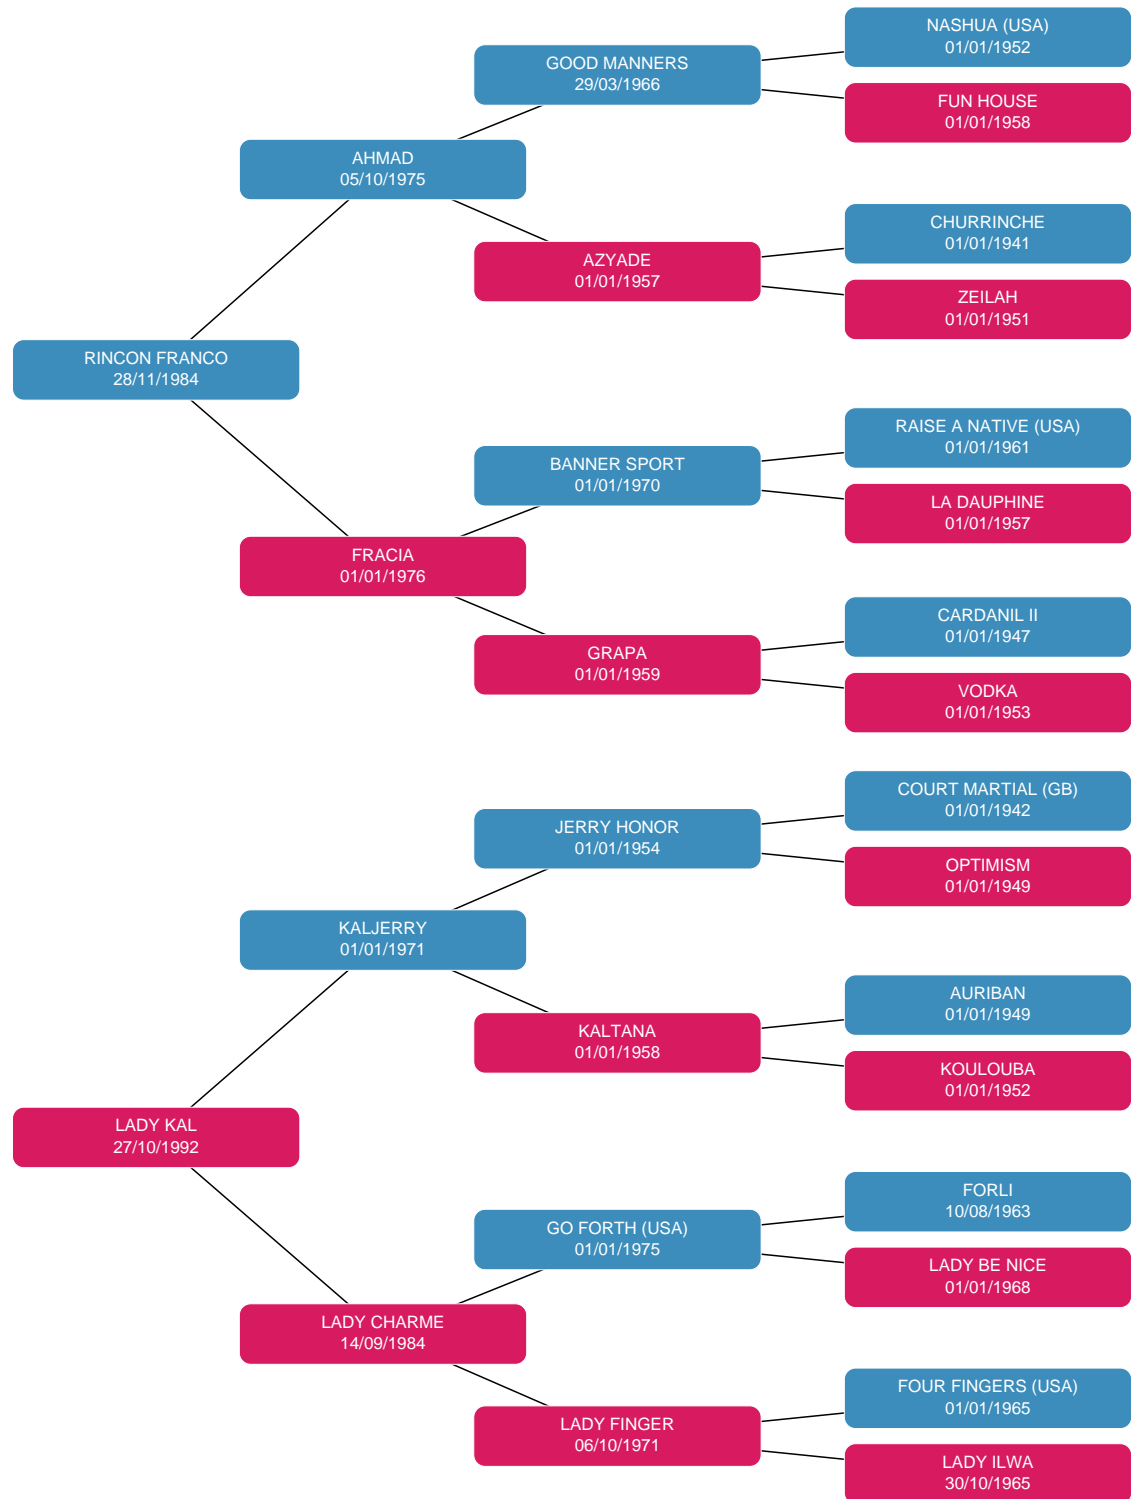 NASHUA (USA)
01/01/1952
GOOD MANNERS
29/03/1966
FUN HOUSE
01/01/1958
AHMAD
05/10/1975
CHURRINCHE
01/01/1941
AZYADE
01/01/1957
ZEILAH
01/01/1951
RINCON FRANCO
28/11/1984
RAISE A NATIVE (USA)
01/01/1961
BANNER SPORT
01/01/1970
LA DAUPHINE
01/01/1957
FRACIA
01/01/1976
CARDANIL II
01/01/1947
GRAPA
01/01/1959
VODKA
01/01/1953
COURT MARTIAL (GB)
01/01/1942
JERRY HONOR
01/01/1954
OPTIMISM
01/01/1949
KALJERRY
01/01/1971
AURIBAN
01/01/1949
KALTANA
01/01/1958
KOULOUBA
01/01/1952
LADY KAL
27/10/1992
FORLI
10/08/1963
GO FORTH (USA)
01/01/1975
LADY BE NICE
01/01/1968
LADY CHARME
14/09/1984
FOUR FINGERS (USA)
01/01/1965
LADY FINGER
06/10/1971
LADY ILWA
30/10/1965